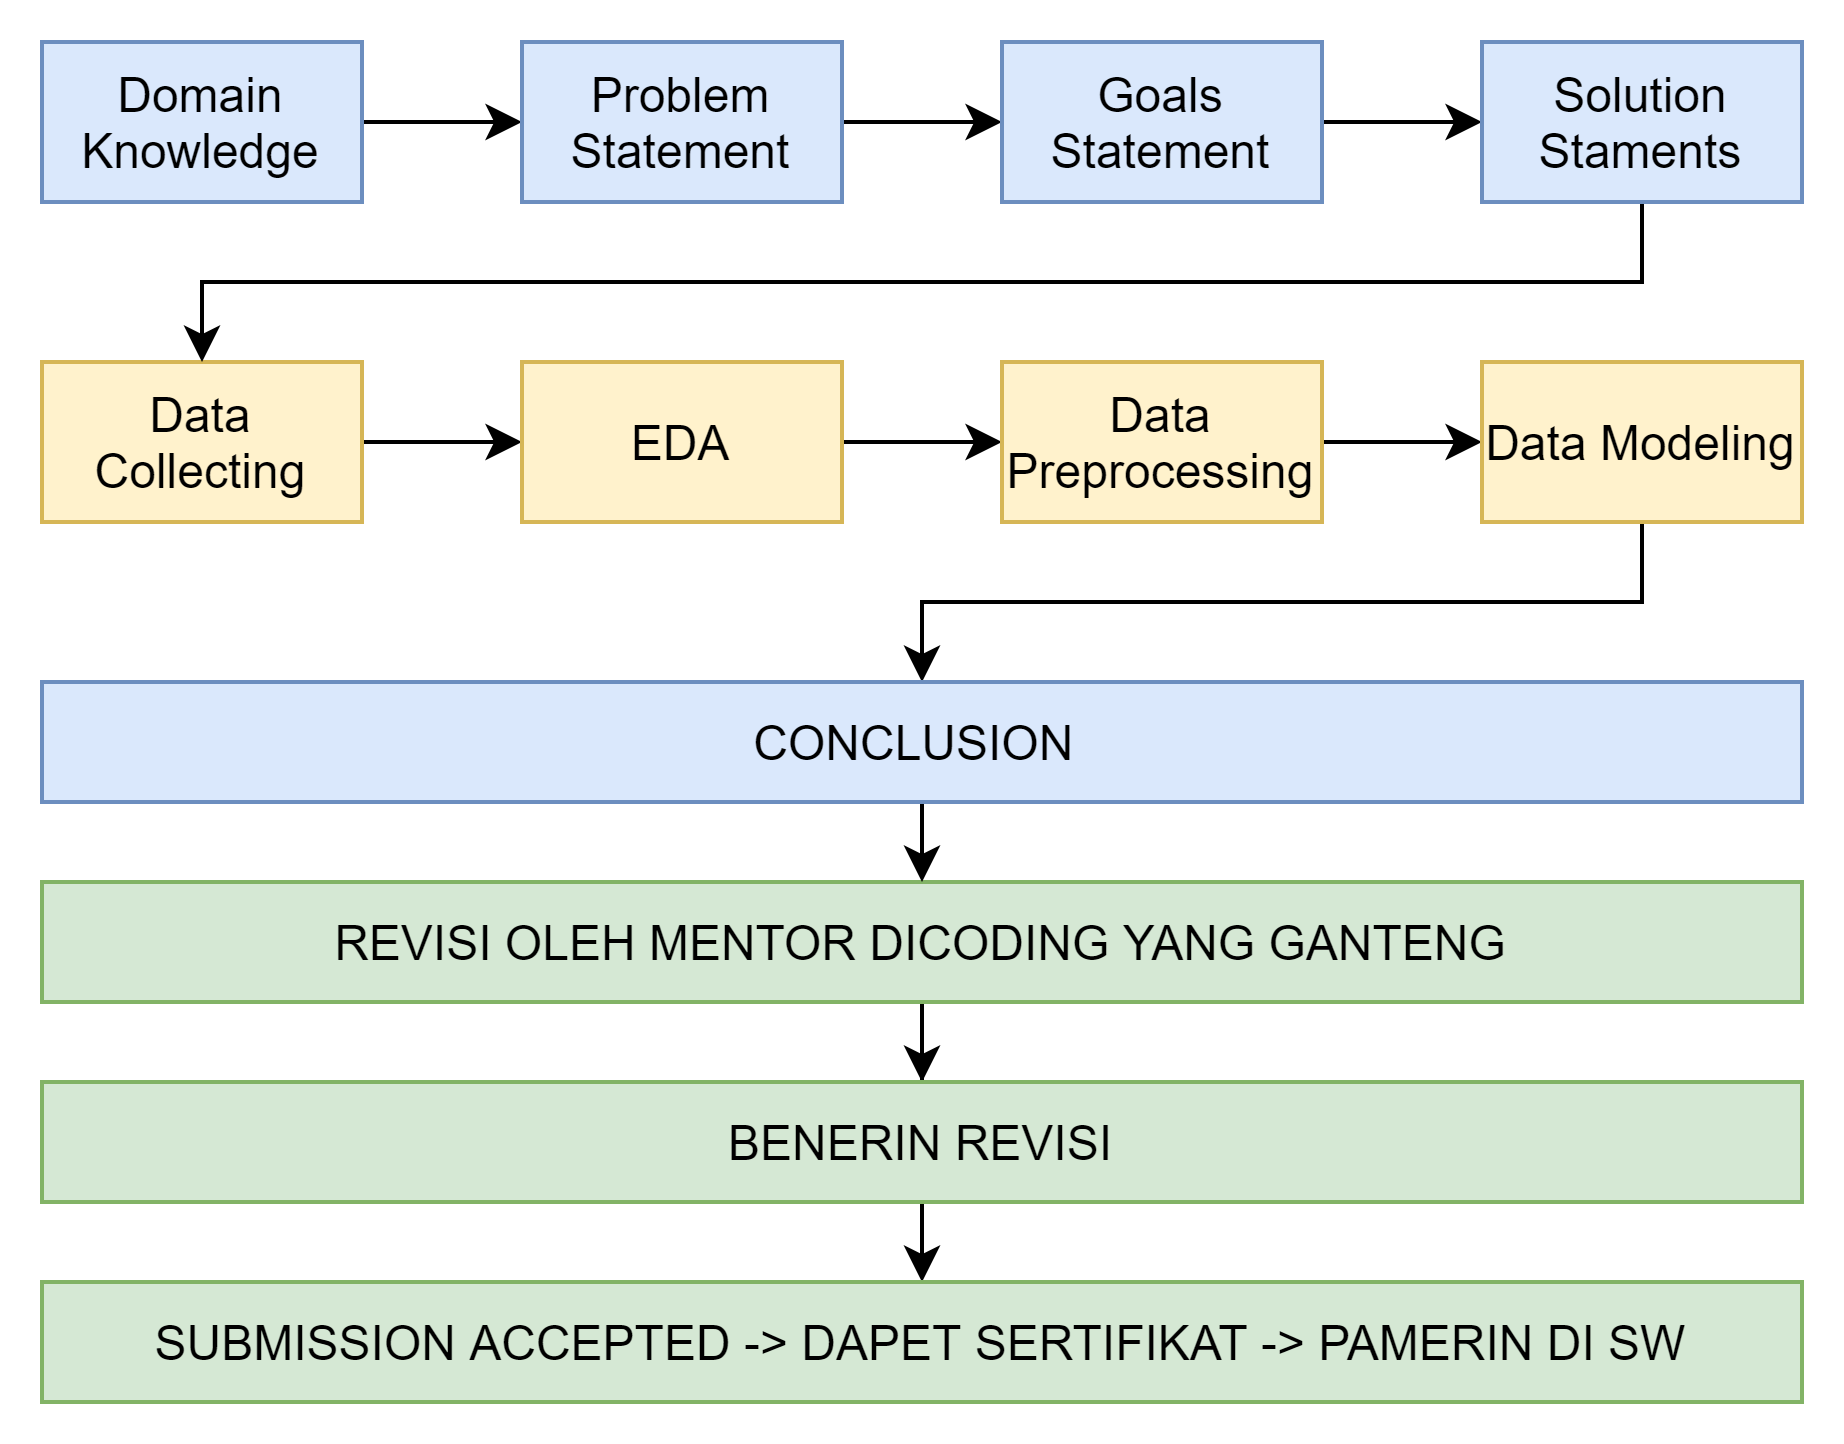 Domain
Knowledge
Problem
Statement
Goals
Statement
Solution
Staments
Data
Collecting
EDA
Data
Preprocessing
Data Modeling
CONCLUSION
REVISI OLEH MENTOR DICODING YANG GANTENG
BENERIN REVISI
SUBMISSION ACCEPTED -> DAPET SERTIFIKAT -> PAMERIN DI SW